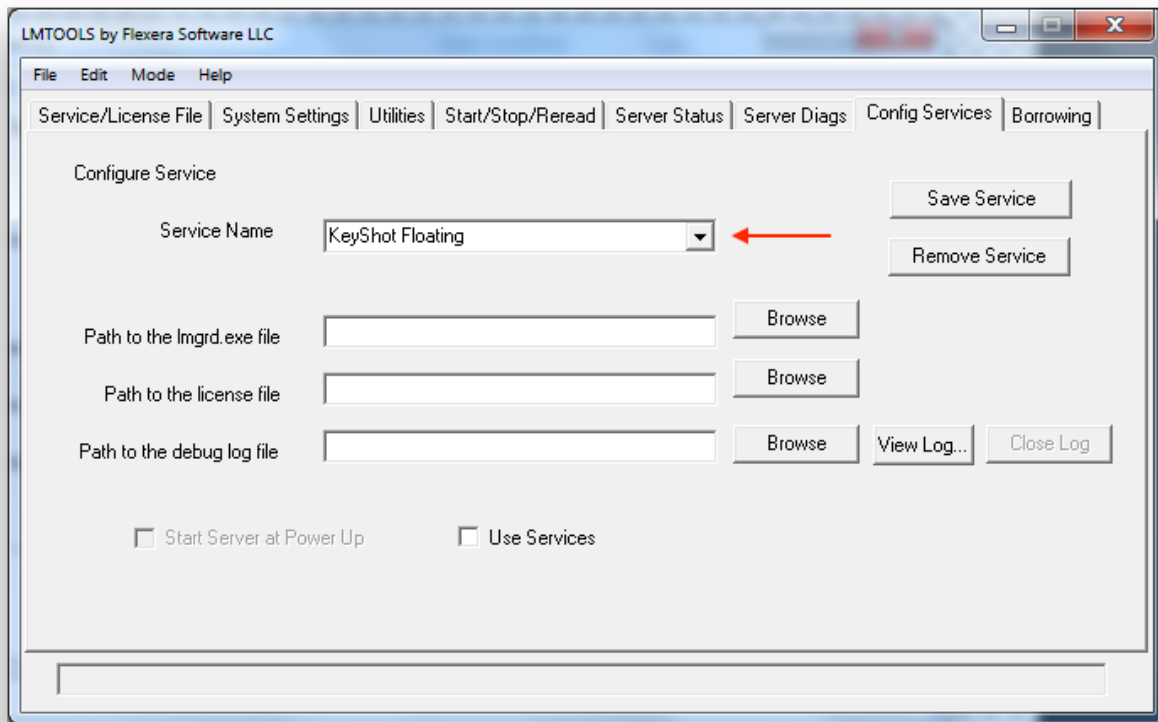 LMTOOLS by Flexera Software LLC
File Edit Mode Help
Service/License File System Settings Utilities Start/Stop/Reread Server Status Server Diags Config Services Borrowing
Configure Service
Save Service
Service Name KeyShot Floating
Remove Service
Path to the lmgrd.exe file Browse
Path to the license file Browse
Path to the debug log file Browse View Log... Close Log
Start Server at Power Up Use Services